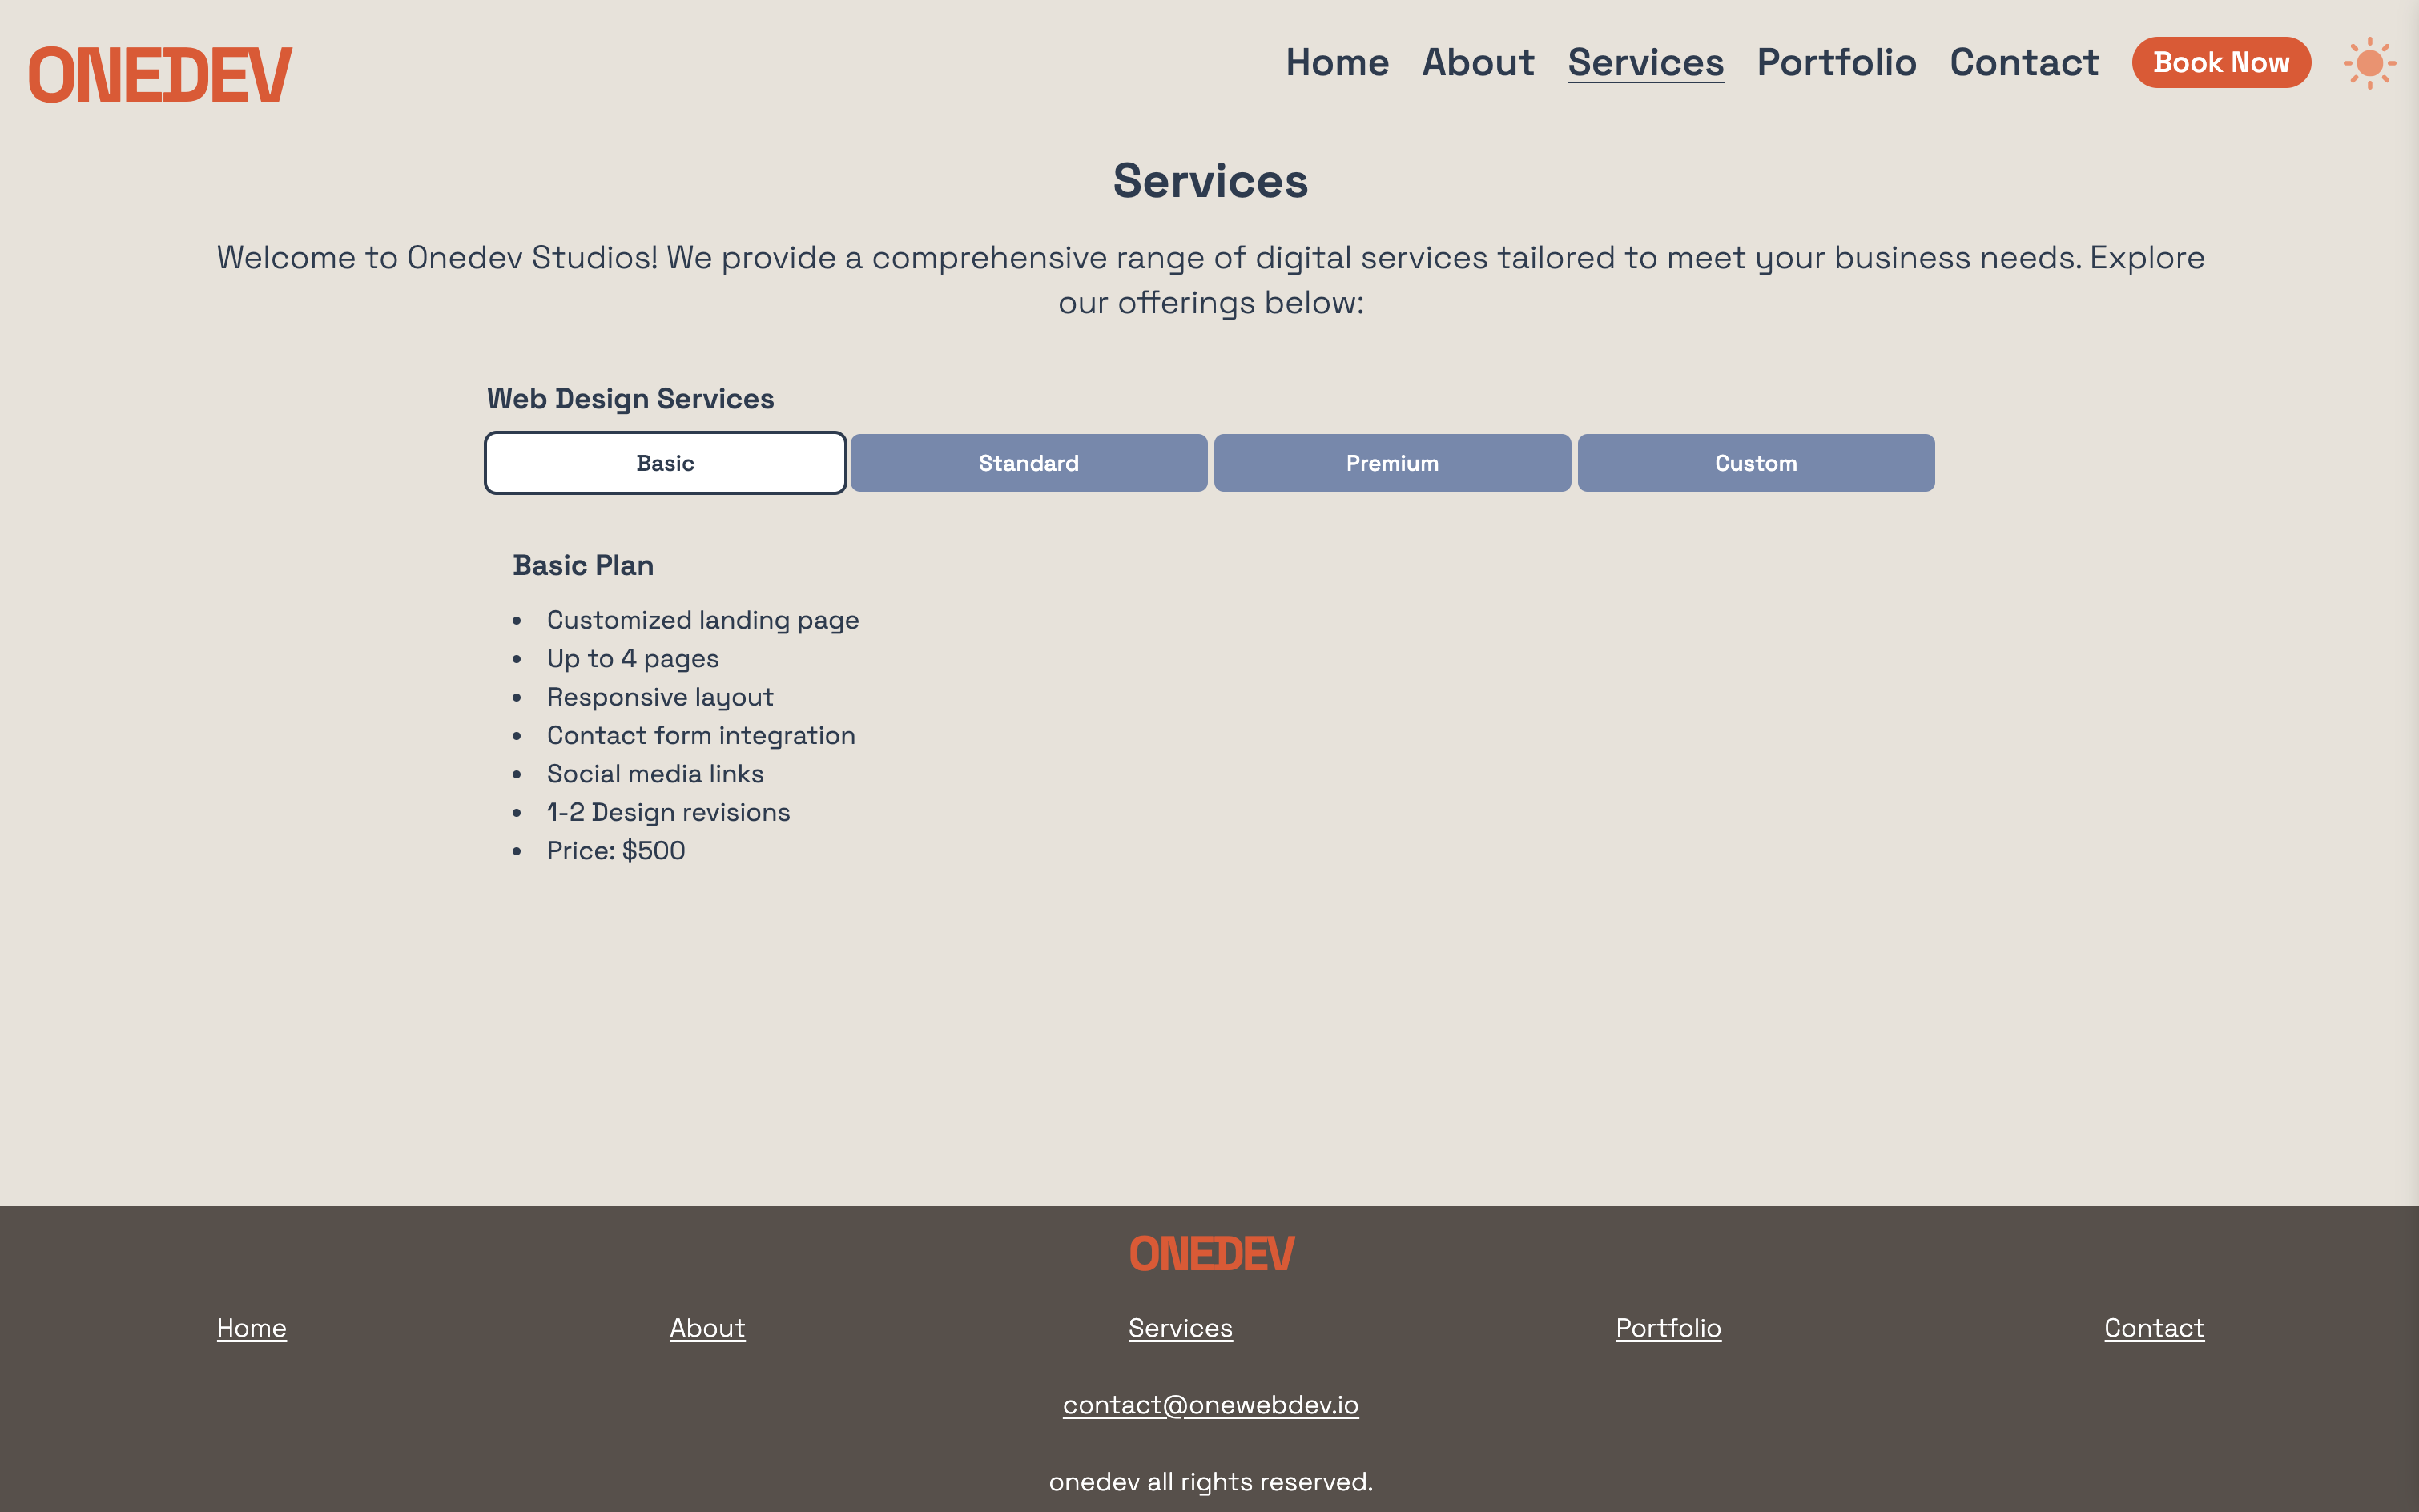 ONEDEV
Home About Services Portfolio Contact Book Now
Services
Welcome to Onedev Studios! We provide a comprehensive range of digital services tailored to meet your business needs. Explore
our offerings below:
Web Design Services
Basic Standard Premium Custom
Basic Plan
• Customized landing page
• Up to 4 pages
• Responsive layout
• Contact form integration
• Social media links
• 1-2 Design revisions
• Price: $500
ONEDEV
Home About Services Portfolio Contact
contact@onewebdev.io
onedev all rights reserved.